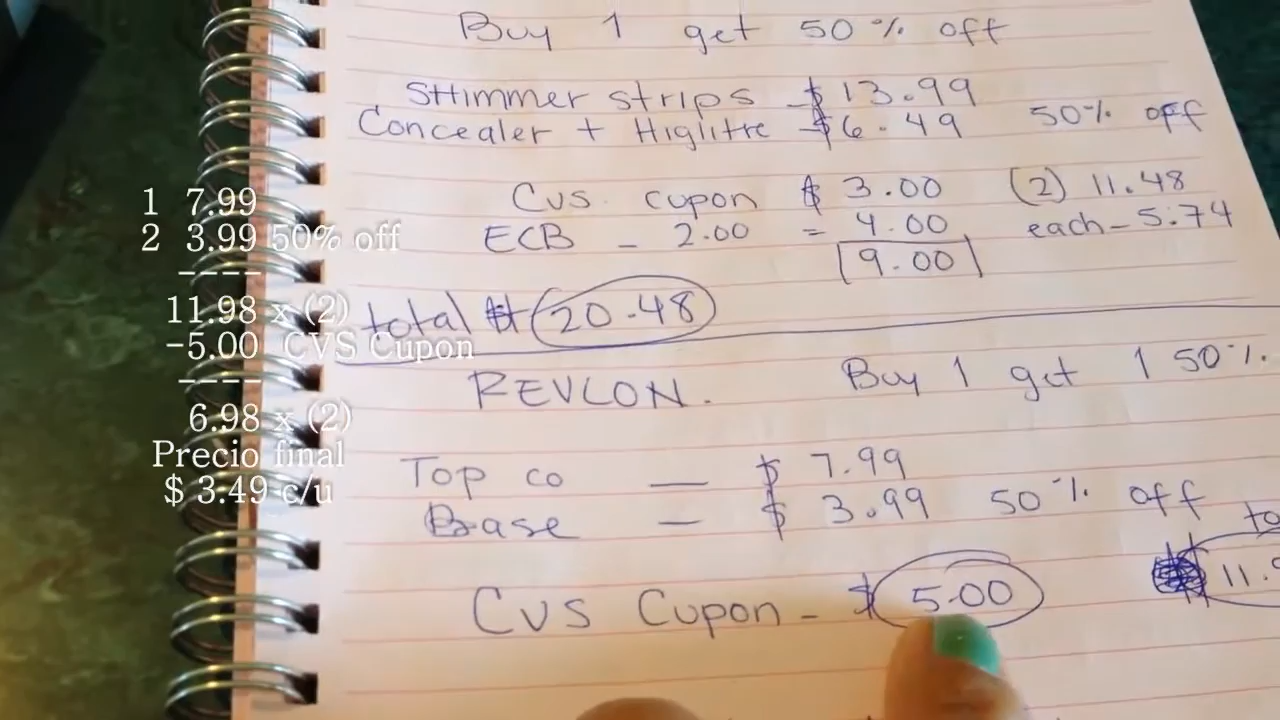 Buy 1 get 50% off
SHimmer strips $13.99
Concealer + Higlitre $6.49 50% off
Cvs. cupon $ 3.00 (2) 11.48
ECB - 2.00 = 4.00 each - 5.74
9.00
total $ 20.48
REVLON. Buy 1 get 1 50%.
Top co — $ 7.99
Base — $ 3.99 50% off
to
$ 11.9
CVS Cupon - $ 5.00
1 7.99
2 3.99 50% off
----
11.98 x (2)
-5.00 CVS Cupon
----
6.98 x (2)
Precio final
$ 3.49 c/u